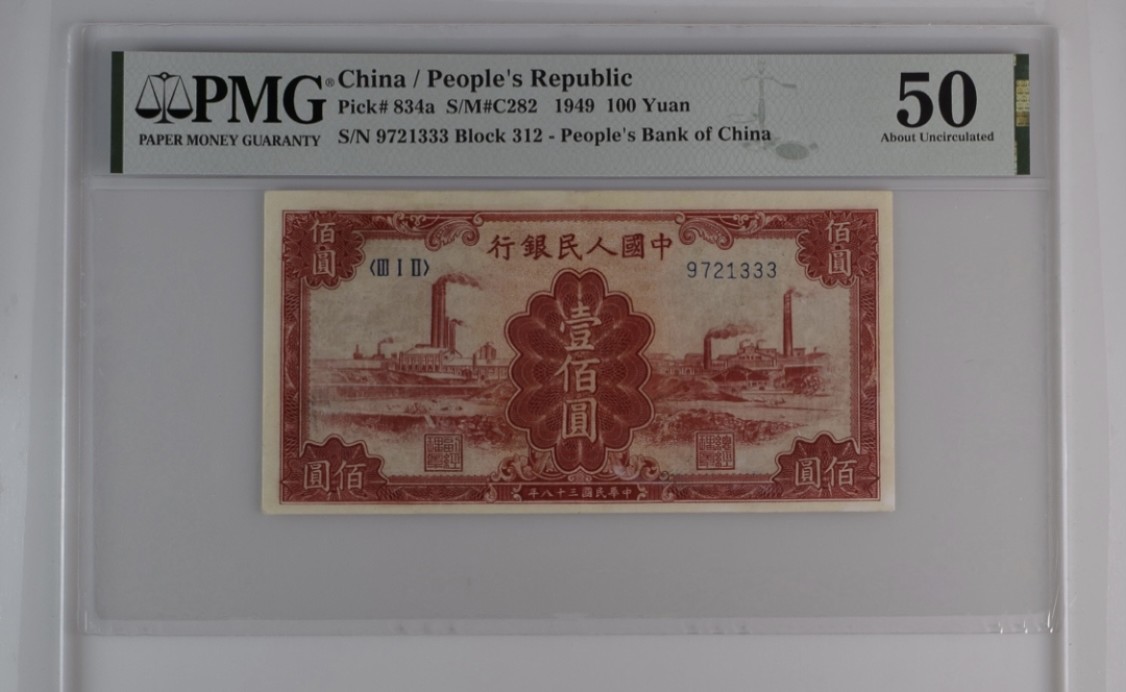 PMG®
PAPER MONEY GUARANTY
China / People's Republic
Pick# 834a S/M#C282 1949 100 Yuan
S/N 9721333 Block 312 - People's Bank of China
50
About Uncirculated
佰圓
行銀民人國中
佰圓
〈III I II〉
9721333
壹佰圓
圓佰
年八十三國民華中
圓佰